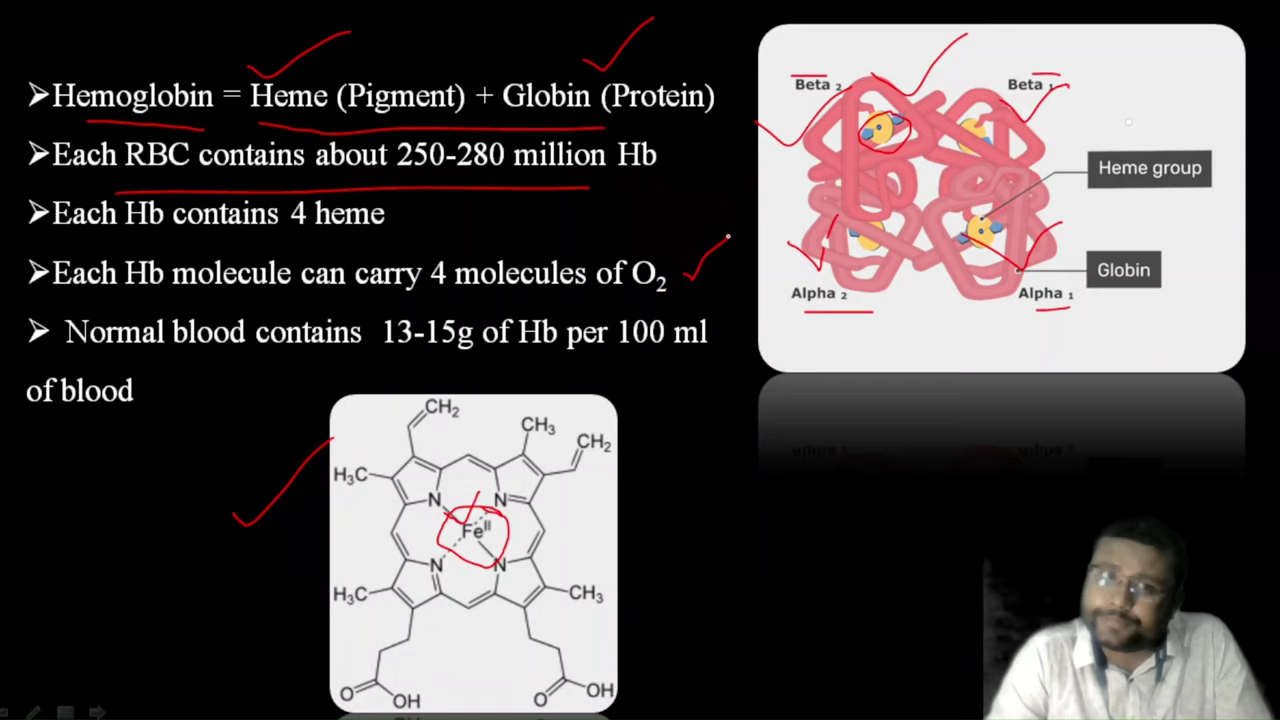 ➢Hemoglobin = Heme (Pigment) + Globin (Protein)
➢Each RBC contains about 250-280 million Hb
➢Each Hb contains 4 heme
➢Each Hb molecule can carry 4 molecules of O₂
➢ Normal blood contains 13-15g of Hb per 100 ml
of blood
Beta ₂
Beta ₁
Heme group
Globin
Alpha ₂
Alpha ₁
CH₂
CH₃
CH₂
H₃C
N
N
Feᴵᴵ
N
N
H₃C
CH₃
O
OH
O
OH